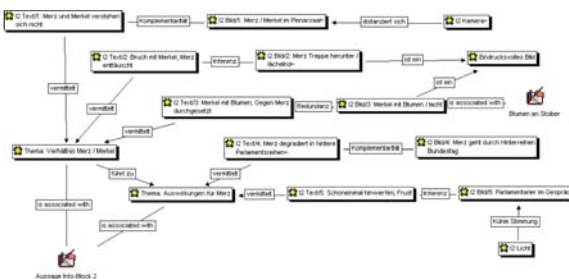 I2 Text/1: Merz und Merkel verstehen
sich nicht
Komplementarität
I2 Bild/1: Merz / Merkel im Plenarsaal
distanziert sich
I2 Kamera~
I2 Text/2: Bruch mit Merkel, Merz
enttäuscht
Inferenz
I2 Bild/2: Merz Treppe herunter /
lächelnd~
ist ein
Eindrucksvolles Bild
ist ein
vermittelt
vermittelt
I2 Text/3: Merkel mit Blumen; Gegen Merz
durchgesetzt
Redundanz
I2 Bild/3: Merkel mit Blumen / lacht
is associated with
Blumen an Stoiber
vermittelt
Thema: Verhältnis Merz / Merkel
I2 Text/4: Merz degradiert in hintere
Parlamentsreihen~
Komplementarität
I2 Bild/4: Merz geht durch Hinterreihen
Bundestag
führt zu
vermittelt
Thema: Auswirkungen für Merz
vermittelt
I2 Text/5: Schoneinmal hinwerfen; Frust
Inferenz
I2 Bild/5: Parlamentarier im Gespräch
is associated with
is associated with
Kühle Stimmung
I2 Licht
Aussage Info-Block 2